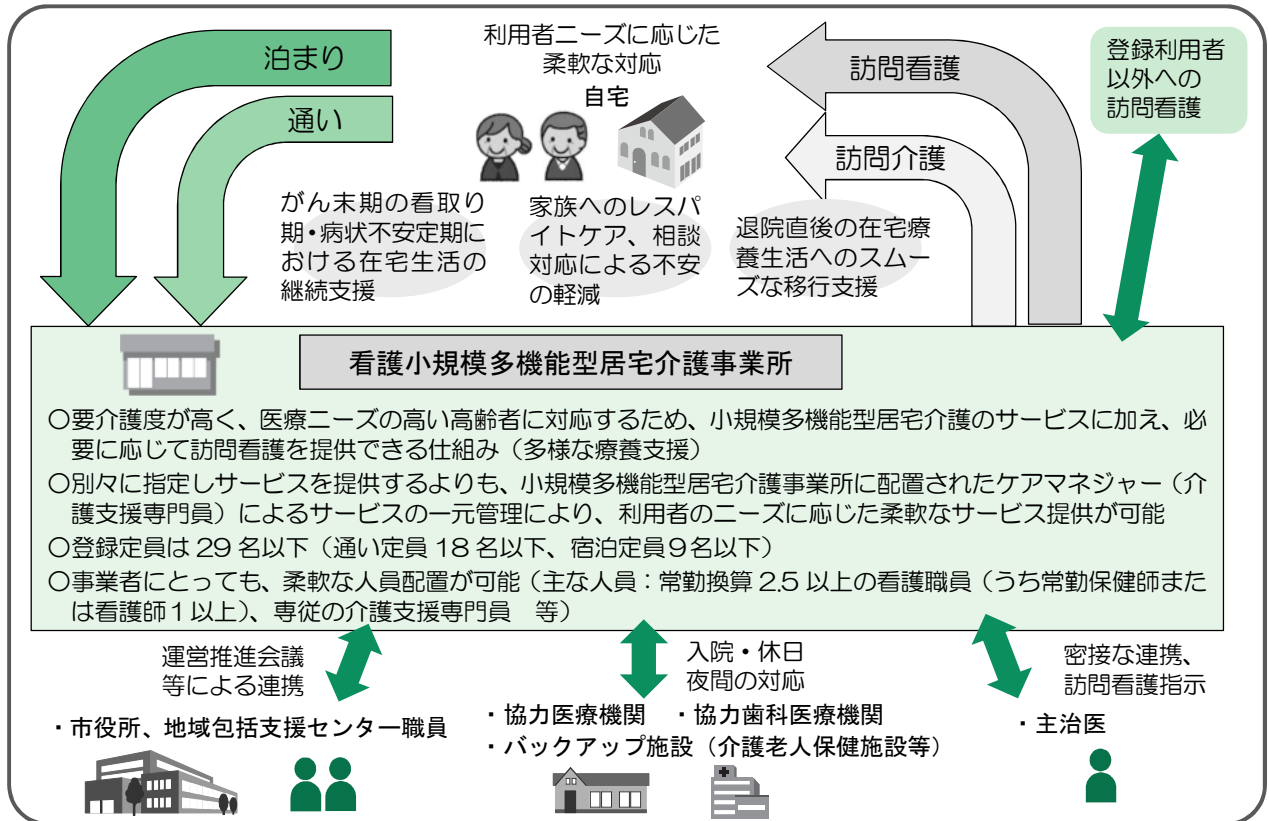 泊まり
通い
利用者ニーズに応じた
柔軟な対応
自宅
訪問看護
訪問介護
登録利用者
以外への
訪問看護
がん末期の看取り
期・病状不安定期に
おける在宅生活の
継続支援
家族へのレスパ
イトケア、相談
対応による不安
の軽減
退院直後の在宅療
養生活へのスムー
ズな移行支援
看護小規模多機能型居宅介護事業所
○要介護度が高く、医療ニーズの高い高齢者に対応するため、小規模多機能型居宅介護のサービスに加え、必
要に応じて訪問看護を提供できる仕組み（多様な療養支援）
○別々に指定しサービスを提供するよりも、小規模多機能型居宅介護事業所に配置されたケアマネジャー（介
護支援専門員）によるサービスの一元管理により、利用者のニーズに応じた柔軟なサービス提供が可能
○登録定員は 29 名以下（通い定員 18 名以下、宿泊定員９名以下）
○事業者にとっても、柔軟な人員配置が可能（主な人員：常勤換算 2.5 以上の看護職員（うち常勤保健師また
は看護師１以上）、専従の介護支援専門員　等）
運営推進会議
等による連携
・市役所、地域包括支援センター職員
入院・休日
夜間の対応
・協力医療機関　・協力歯科医療機関
・バックアップ施設（介護老人保健施設等）
密接な連携、
訪問看護指示
・主治医